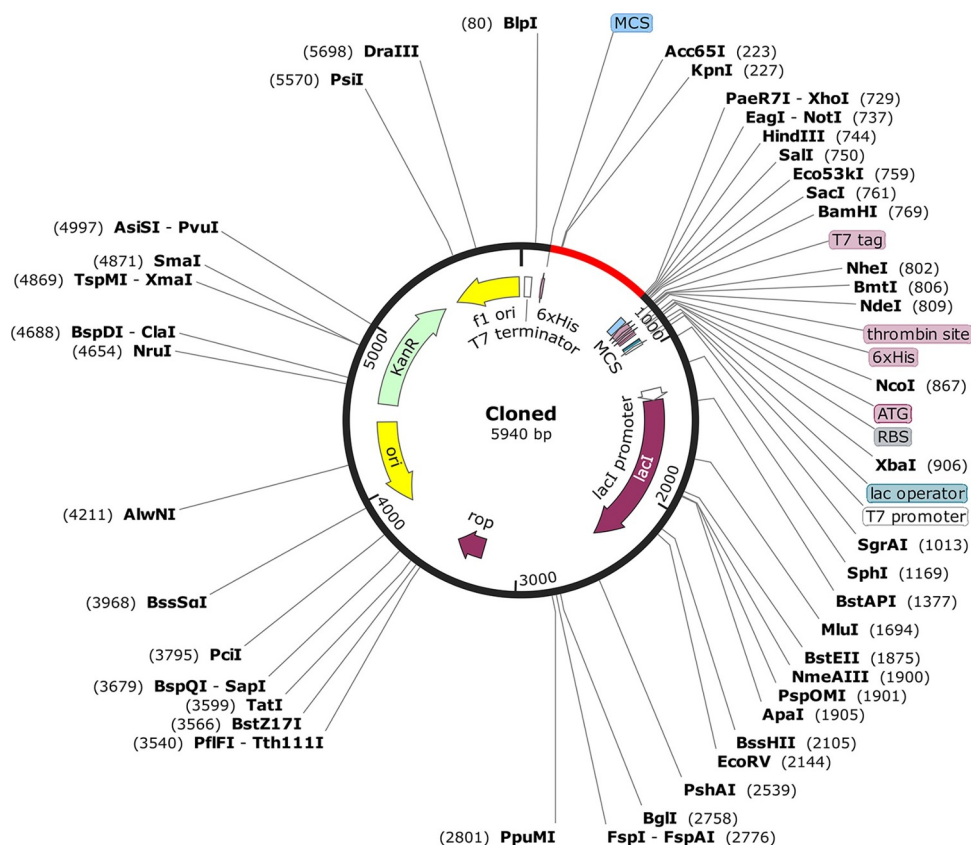 (80) BlpI
MCS
(5698) DraIII
(5570) PsiI
Acc65I (223)
KpnI (227)
PaeR7I - XhoI (729)
EagI - NotI (737)
HindIII (744)
SalI (750)
Eco53kI (759)
SacI (761)
BamHI (769)
T7 tag
NheI (802)
BmtI (806)
NdeI (809)
thrombin site
6xHis
NcoI (867)
ATG
RBS
XbaI (906)
lac operator
T7 promoter
SgrAI (1013)
SphI (1169)
BstAPI (1377)
MluI (1694)
BstEII (1875)
NmeAIII (1900)
PspOMI (1901)
ApaI (1905)
BssHII (2105)
EcoRV (2144)
PshAI (2539)
BglI (2758)
FspI - FspAI (2776)
(2801) PpuMI
(4997) AsiSI - PvuI
(4871) SmaI
(4869) TspMI - XmaI
(4688) BspDI - ClaI
(4654) NruI
(4211) AlwNI
(3968) BssSαI
(3795) PciI
(3679) BspQI - SapI
(3599) TatI
(3566) BstZ17I
(3540) PflFI - Tth111I
f1 ori
T7 terminator
6xHis
MCS
1000
2000
3000
4000
5000
KanR
ori
rop
lacI promoter
lacI
Cloned
5940 bp